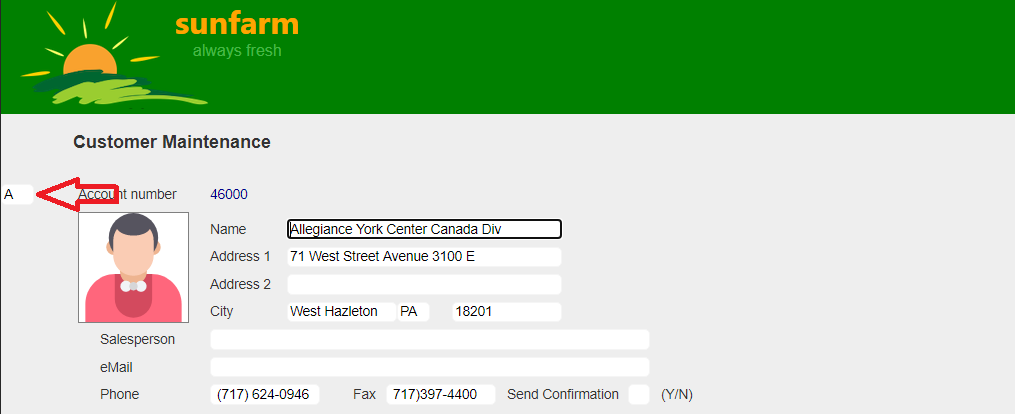 sunfarm
always fresh
Customer Maintenance
A Account number 46000
Name Allegiance York Center Canada Div
Address 1 71 West Street Avenue 3100 E
Address 2
City West Hazleton PA 18201
Salesperson
eMail
Phone (717) 624-0946 Fax 717)397-4400 Send Confirmation (Y/N)